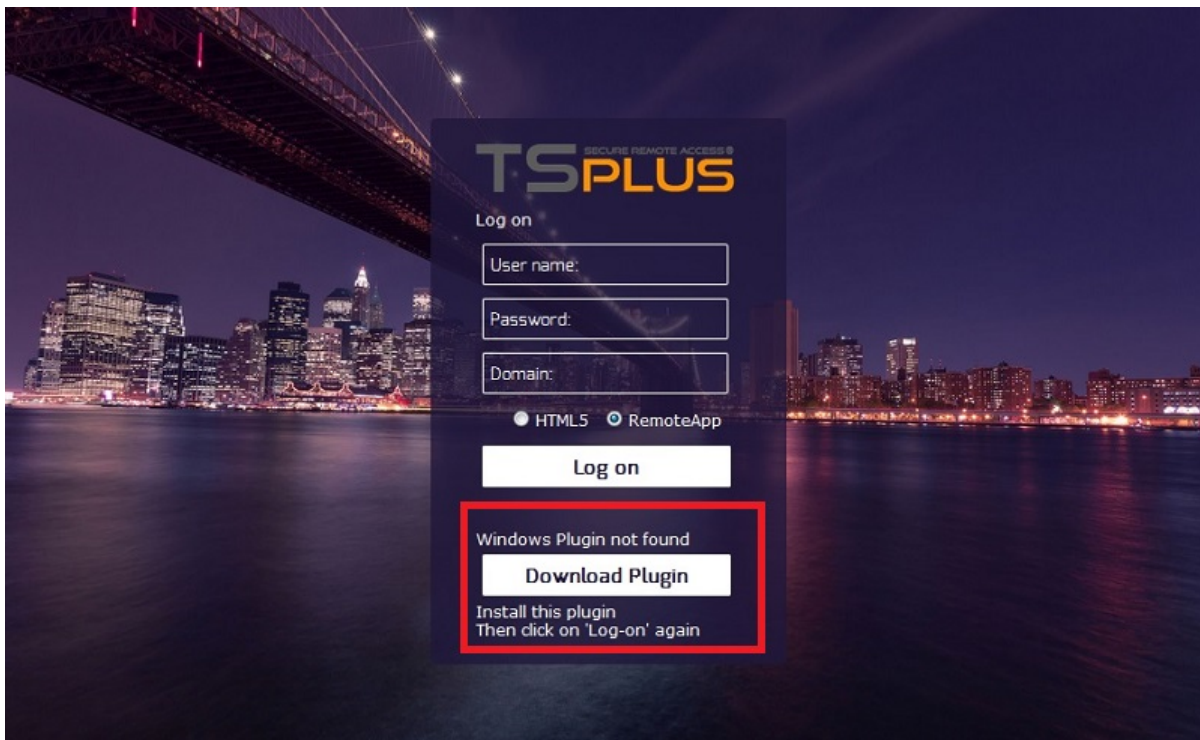 SECURE REMOTE ACCESS
TSPLUS
Log on
User name:
Password:
Domain:
HTML5 RemoteApp
Log on
Windows Plugin not found
Download Plugin
Install this plugin
Then click on 'Log-on' again